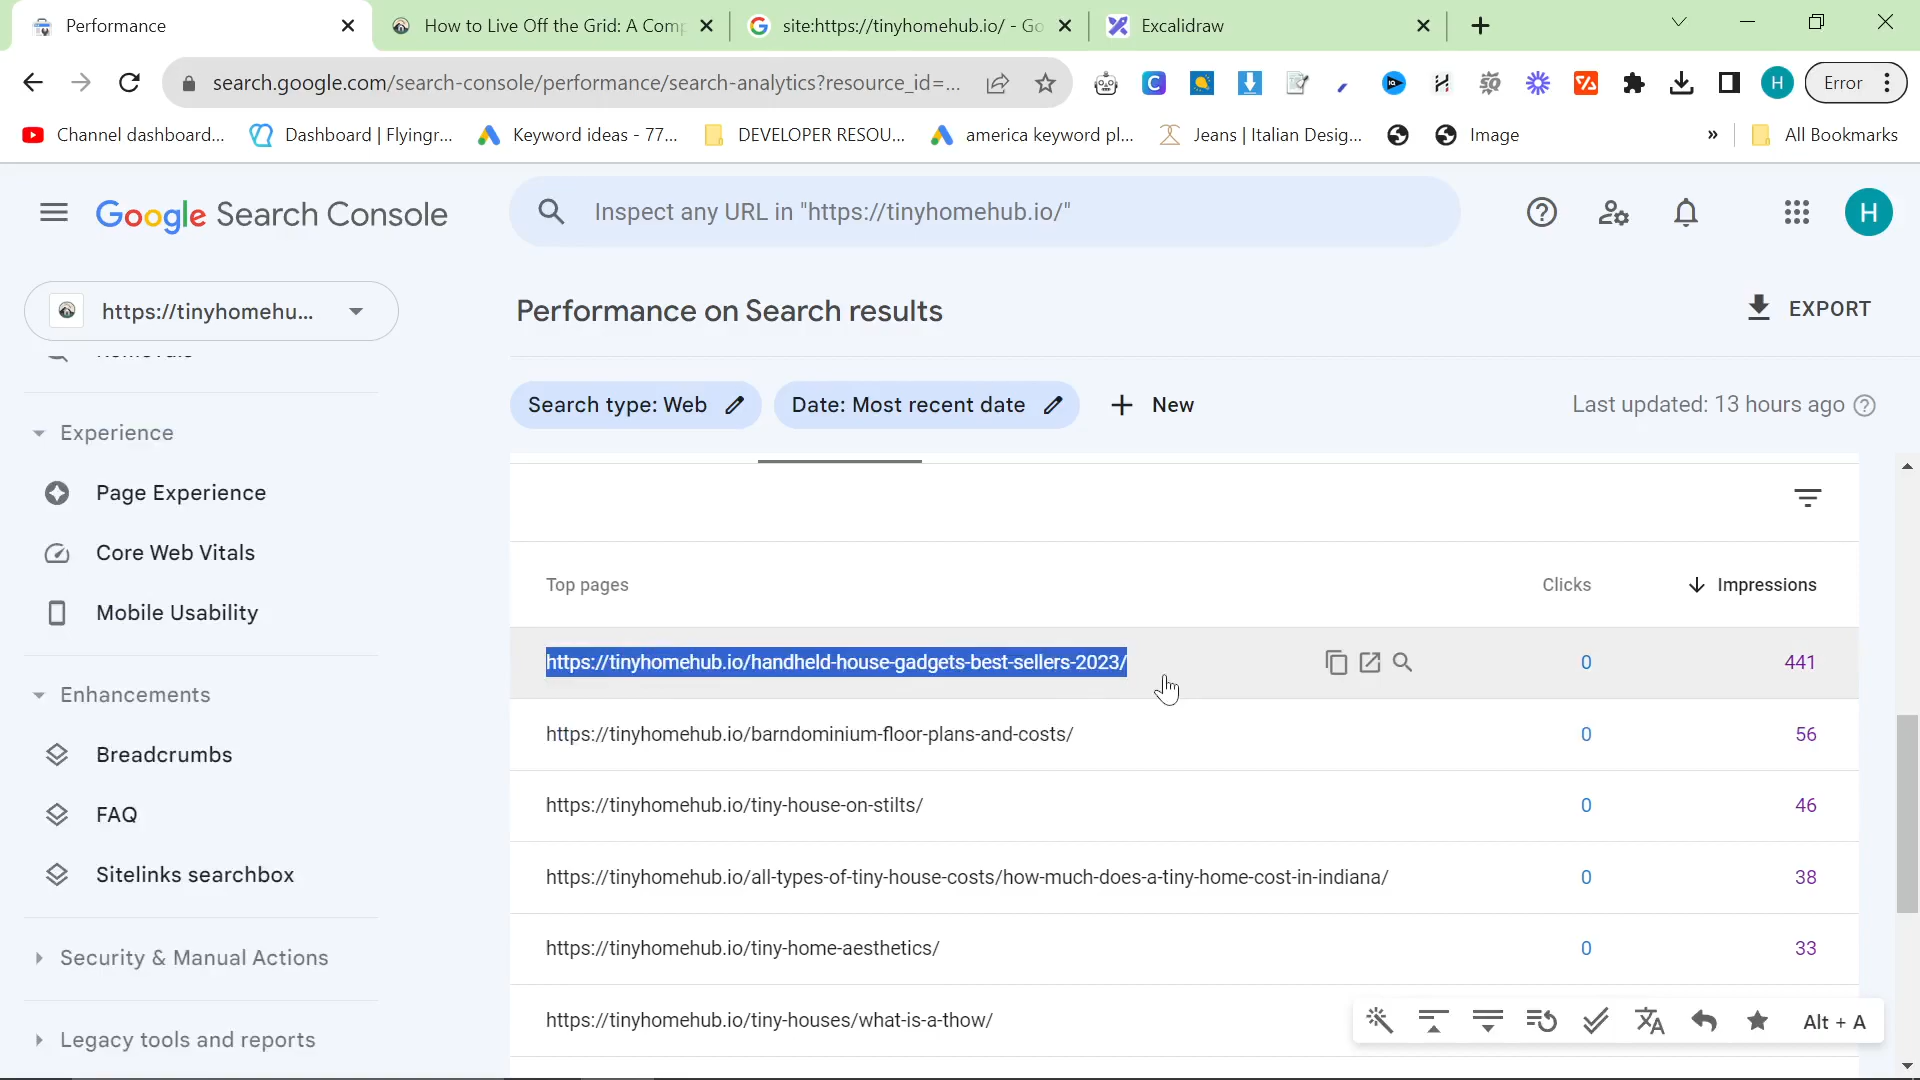 Performance
How to Live Off the Grid: A Comp
site:https://tinyhomehub.io/ - Go
Excalidraw
search.google.com/search-console/performance/search-analytics?resource_id=...
Error
Channel dashboard...
Dashboard | Flyingr...
Keyword ideas - 77...
DEVELOPER RESOU...
america keyword pl...
Jeans | Italian Desig...
Image
»
All Bookmarks
Google Search Console
Inspect any URL in "https://tinyhomehub.io/"
H
https://tinyhomehu...
Performance on Search results
EXPORT
Search type: Web
Date: Most recent date
New
Last updated: 13 hours ago
Experience
Page Experience
Core Web Vitals
Mobile Usability
Enhancements
Breadcrumbs
FAQ
Sitelinks searchbox
Security & Manual Actions
Legacy tools and reports
Top pages Clicks Impressions
https://tinyhomehub.io/handheld-house-gadgets-best-sellers-2023/ 0 441
https://tinyhomehub.io/barndominium-floor-plans-and-costs/ 0 56
https://tinyhomehub.io/tiny-house-on-stilts/ 0 46
https://tinyhomehub.io/all-types-of-tiny-house-costs/how-much-does-a-tiny-home-cost-in-indiana/ 0 38
https://tinyhomehub.io/tiny-home-aesthetics/ 0 33
https://tinyhomehub.io/tiny-houses/what-is-a-thow/
Alt + A